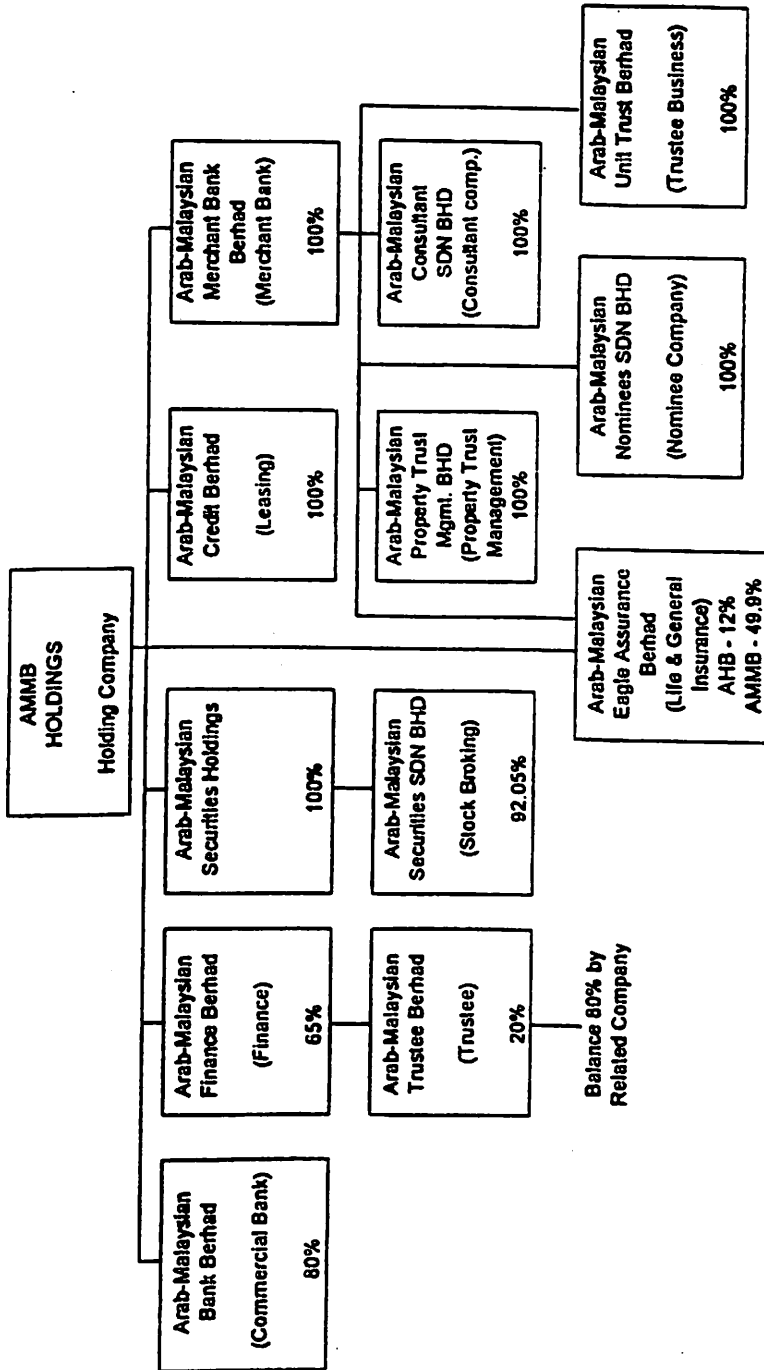 AMMB
HOLDINGS
Holding Company
Arab-Malaysian
Bank Berhad
(Commercial Bank)
80%
Arab-Malaysian
Finance Berhad
(Finance)
65%
Arab-Malaysian
Securities Holdings
100%
Arab-Malaysian
Credit Berhad
(Leasing)
100%
Arab-Malaysian
Merchant Bank
Berhad
(Merchant Bank)
100%
Arab-Malaysian
Trustee Berhad
(Trustee)
20%
Arab-Malaysian
Securities SDN BHD
(Stock Broking)
92.05%
Arab-Malaysian
Property Trust
Mgmt. BHD
(Property Trust
Management)
100%
Arab-Malaysian
Consultant
SDN BHD
(Consultant comp.)
100%
Balance 80% by
Related Company
Arab-Malaysian
Eagle Assurance
Berhad
(Life & General
Insurance)
AHB - 12%
AMMB - 49.9%
Arab-Malaysian
Nominees SDN BHD
(Nominee Company)
100%
Arab-Malaysian
Unit Trust Berhad
(Trustee Business)
100%